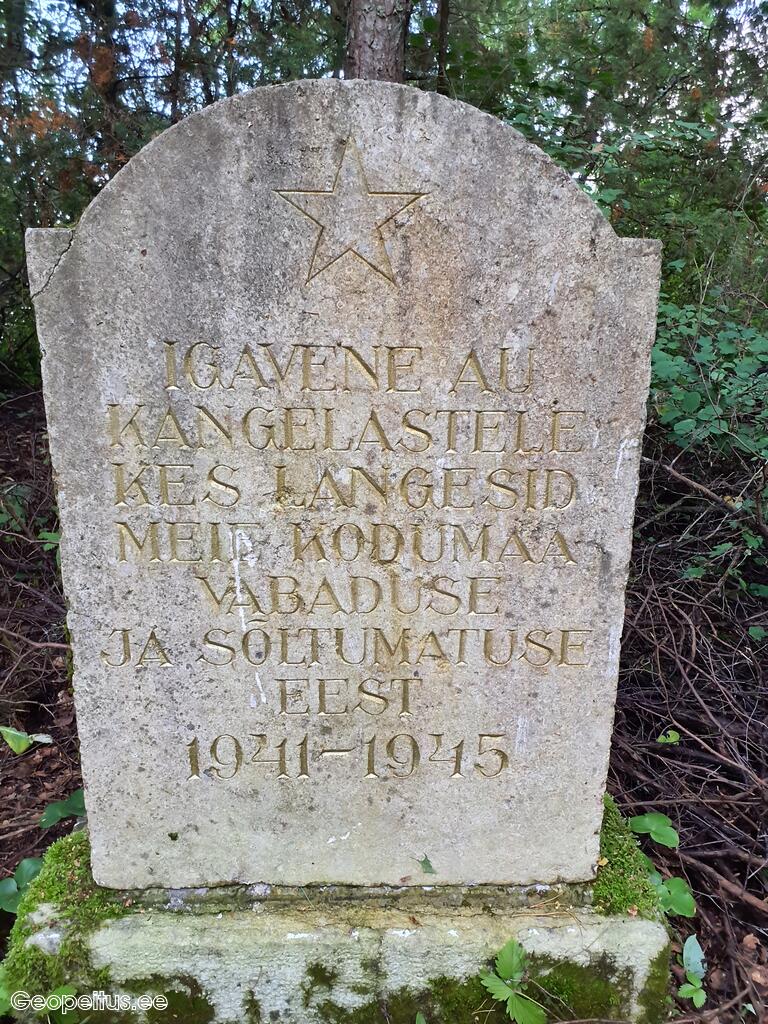 IGAVENE AU
KANGELASTELE
KES LANGESID
MEIE KODUMAA
VABADUSE
JA SÕLTUMATUSE
EEST
1941-1945
Geopeitus.ee